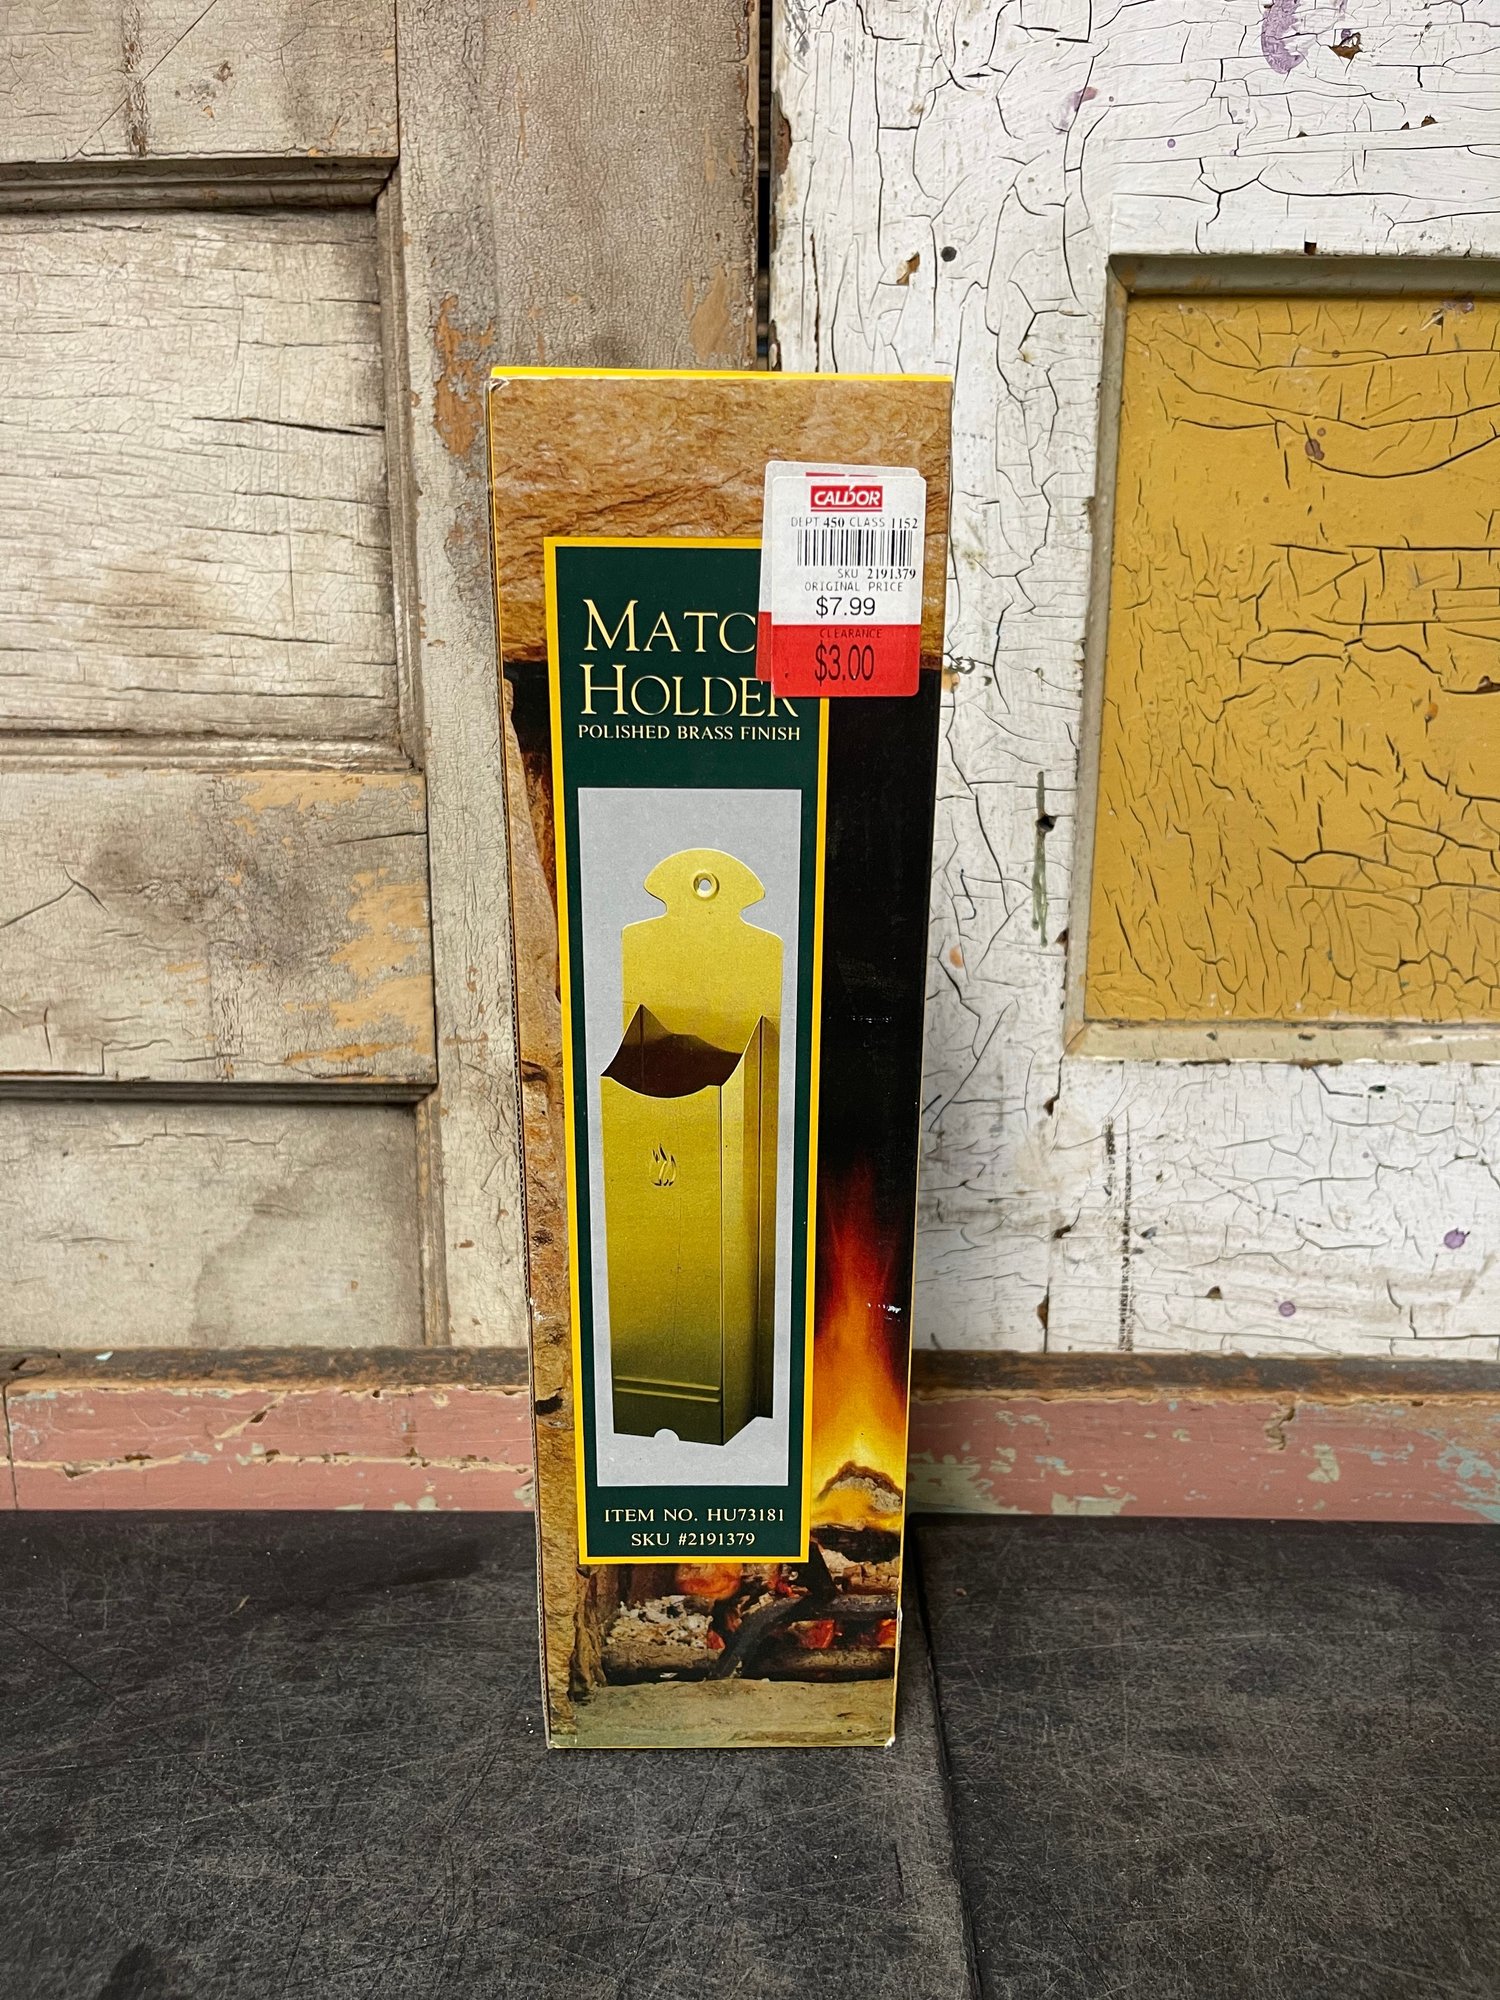 CALDOR
DEPT 450 CLASS 1152
SKU 2191379
ORIGINAL PRICE
$7.99
CLEARANCE
$3.00
MATC
HOLDER
POLISHED BRASS FINISH
ITEM NO. HU73181
SKU #2191379